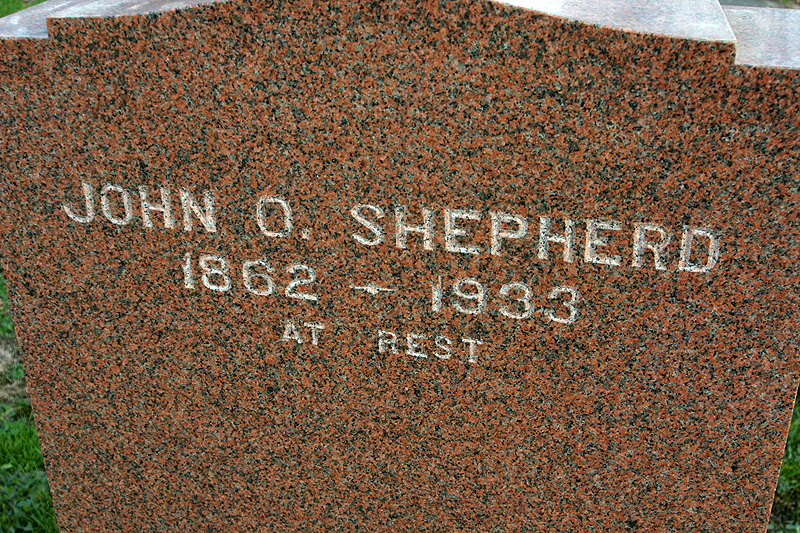 JOHN O. SHEPHERD
1862 - 1933
AT REST